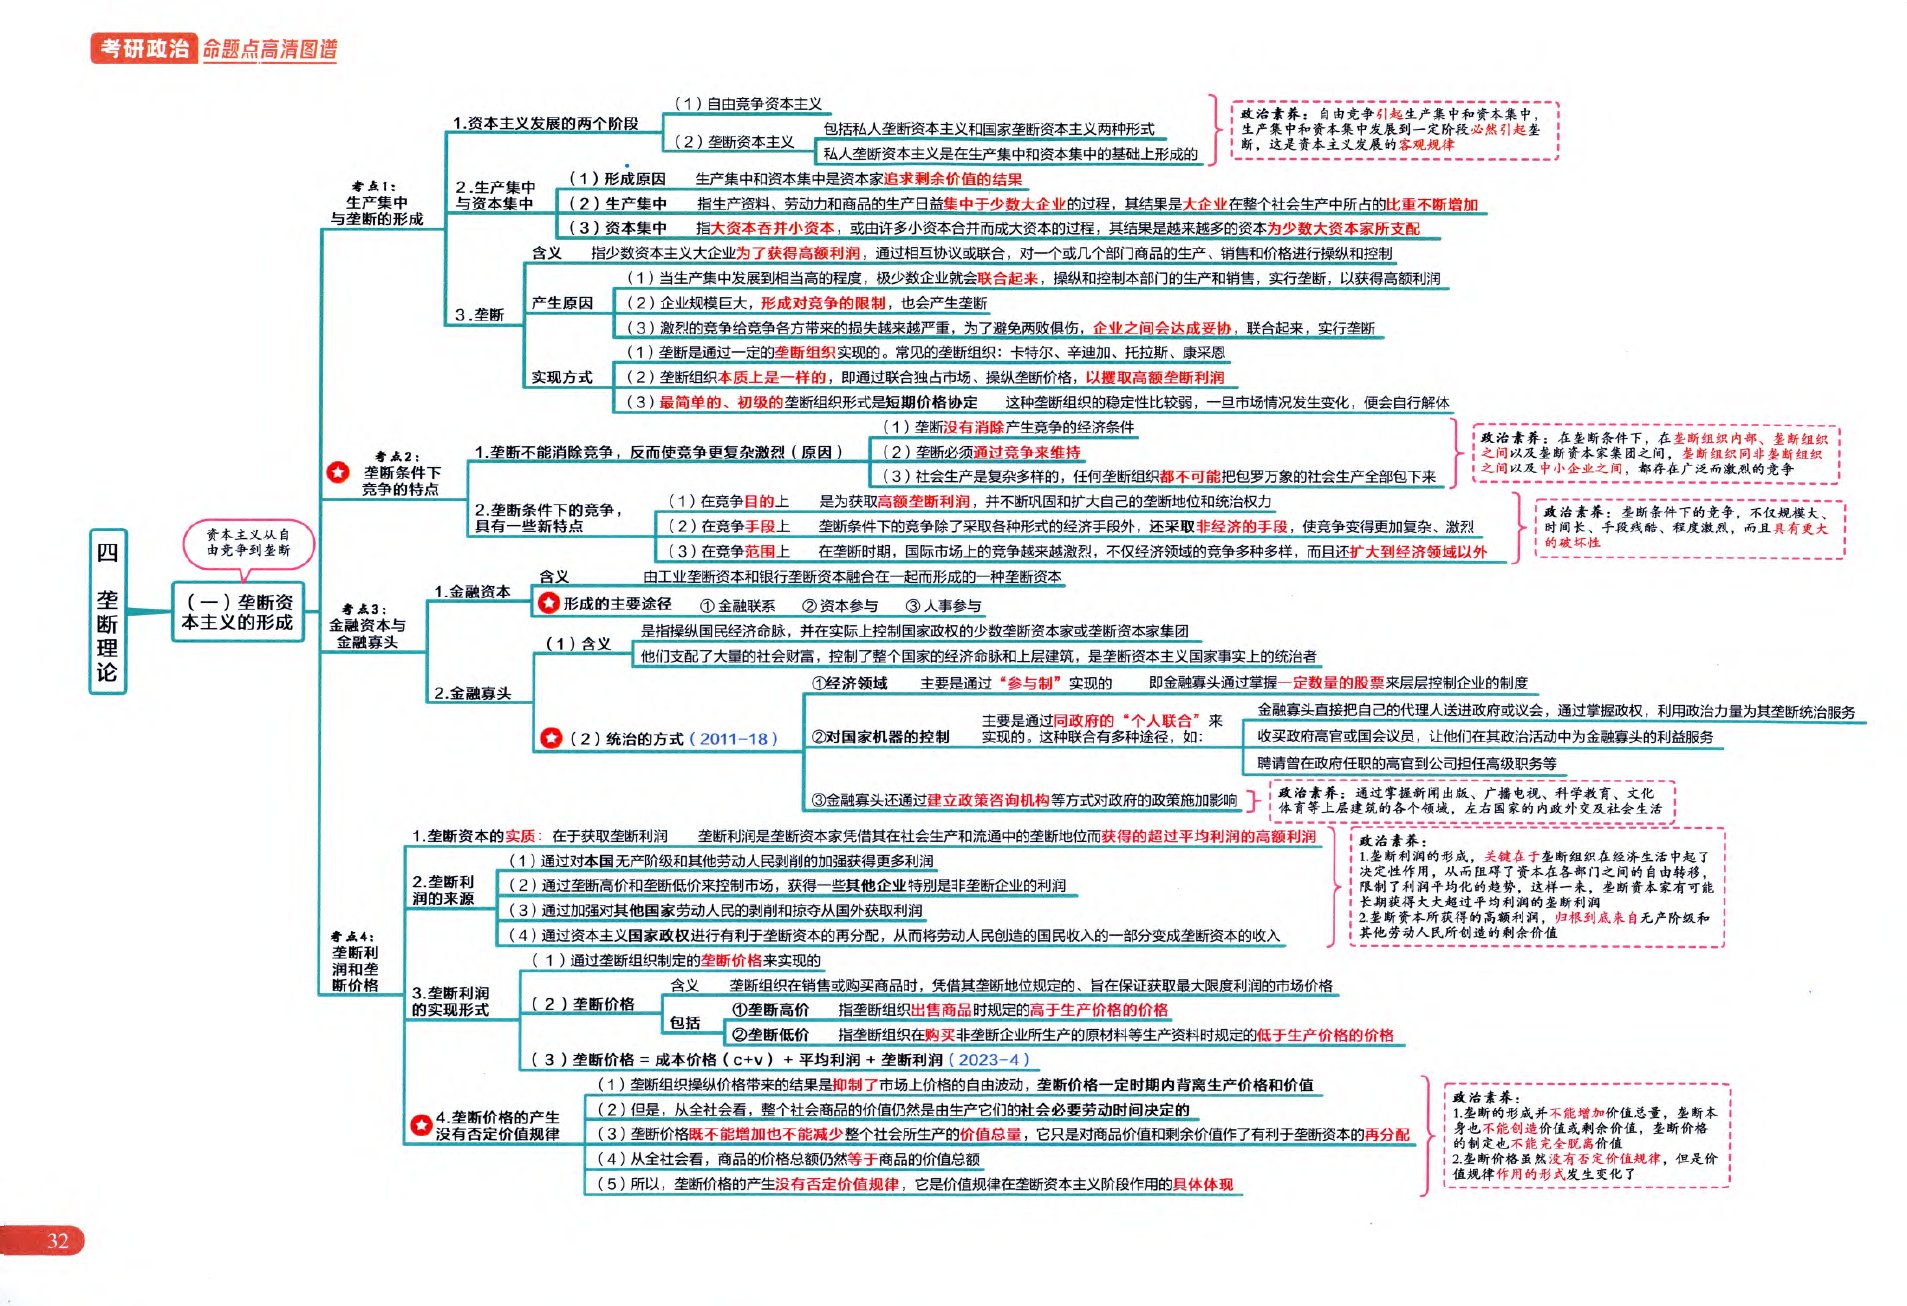 考研政治 命题点高清图谱
四 垄断理论
资本主义从自
由竞争到垄断
(一)垄断资
本主义的形成
考点1:
生产集中
与垄断的形成
1.资本主义发展的两个阶段
(1)自由竞争资本主义
(2)垄断资本主义
包括私人垄断资本主义和国家垄断资本主义两种形式
私人垄断资本主义是在生产集中和资本集中的基础上形成的
政治素养:自由竞争引起生产集中和资本集中,
生产集中和资本集中发展到一定阶段必然引起垄
断,这是资本主义发展的客观规律
2.生产集中
与资本集中
(1)形成原因 生产集中和资本集中是资本家追求剩余价值的结果
(2)生产集中 指生产资料、劳动力和商品的生产日益集中于少数大企业的过程,其结果是大企业在整个社会生产中所占的比重不断增加
(3)资本集中 指大资本吞并小资本,或由许多小资本合并而成大资本的过程,其结果是越来越多的资本为少数大资本家所支配
3.垄断
含义 指少数资本主义大企业为了获得高额利润,通过相互协议或联合,对一个或几个部门商品的生产、销售和价格进行操纵和控制
产生原因
(1)当生产集中发展到相当高的程度,极少数企业就会联合起来,操纵和控制本部门的生产和销售,实行垄断,以获得高额利润
(2)企业规模巨大,形成对竞争的限制,也会产生垄断
(3)激烈的竞争给竞争各方带来的损失越来越严重,为了避免两败俱伤,企业之间会达成妥协,联合起来,实行垄断
实现方式
(1)垄断是通过一定的垄断组织实现的。常见的垄断组织:卡特尔、辛迪加、托拉斯、康采恩
(2)垄断组织本质上是一样的,即通过联合独占市场、操纵垄断价格,以攫取高额垄断利润
(3)最简单的、初级的垄断组织形式是短期价格协定 这种垄断组织的稳定性比较弱,一旦市场情况发生变化,便会自行解体
考点2:
垄断条件下
竞争的特点
1.垄断不能消除竞争,反而使竞争更复杂激烈(原因)
(1)垄断没有消除产生竞争的经济条件
(2)垄断必须通过竞争来维持
(3)社会生产是复杂多样的,任何垄断组织都不可能把包罗万象的社会生产全部包下来
政治素养:在垄断条件下,在垄断组织内部、垄断组织
之间以及垄断资本家集团之间,垄断组织同非垄断组织
之间以及中小企业之间,都存在广泛而激烈的竞争
2.垄断条件下的竞争,
具有一些新特点
(1)在竞争目的上 是为获取高额垄断利润,并不断巩固和扩大自己的垄断地位和统治权力
(2)在竞争手段上 垄断条件下的竞争除了采取各种形式的经济手段外,还采取非经济的手段,使竞争变得更加复杂、激烈
(3)在竞争范围上 在垄断时期,国际市场上的竞争越来越激烈,不仅经济领域的竞争多种多样,而且还扩大到经济领域以外
政治素养:垄断条件下的竞争,不仅规模大、
时间长、手段残酷、程度激烈,而且具有更大
的破坏性
考点3:
金融资本与
金融寡头
1.金融资本
含义 由工业垄断资本和银行垄断资本融合在一起而形成的一种垄断资本
形成的主要途径 ①金融联系 ②资本参与 ③人事参与
2.金融寡头
(1)含义
是指操纵国民经济命脉,并在实际上控制国家政权的少数垄断资本家或垄断资本家集团
他们支配了大量的社会财富,控制了整个国家的经济命脉和上层建筑,是垄断资本主义国家事实上的统治者
(2)统治的方式(2011-18)
①经济领域 主要是通过“参与制”实现的 即金融寡头通过掌握一定数量的股票来层层控制企业的制度
②对国家机器的控制
主要是通过同政府的“个人联合”来
实现的。这种联合有多种途径,如:
金融寡头直接把自己的代理人送进政府或议会,通过掌握政权,利用政治力量为其垄断统治服务
收买政府高官或国会议员,让他们在其政治活动中为金融寡头的利益服务
聘请曾在政府任职的高官到公司担任高级职务等
③金融寡头还通过建立政策咨询机构等方式对政府的政策施加影响
政治素养:通过掌握新闻出版、广播电视、科学教育、文化
体育等上层建筑的各个领域,左右国家的内政外交及社会生活
考点4:
垄断利
润和垄
断价格
1.垄断资本的实质:在于获取垄断利润 垄断利润是垄断资本家凭借其在社会生产和流通中的垄断地位而获得的超过平均利润的高额利润
2.垄断利
润的来源
(1)通过对本国无产阶级和其他劳动人民剥削的加强获得更多利润
(2)通过垄断高价和垄断低价来控制市场,获得一些其他企业特别是非垄断企业的利润
(3)通过加强对其他国家劳动人民的剥削和掠夺从国外获取利润
(4)通过资本主义国家政权进行有利于垄断资本的再分配,从而将劳动人民创造的国民收入的一部分变成垄断资本的收入
政治素养:
1.垄断利润的形成,关键在于垄断组织在经济生活中起了
决定性作用,从而阻碍了资本在各部门之间的自由转移,
限制了利润平均化的趋势,这样一来,垄断资本家有可能
长期获得大大超过平均利润的垄断利润
2.垄断资本所获得的高额利润,归根到底来自无产阶级和
其他劳动人民所创造的剩余价值
3.垄断利润
的实现形式
(1)通过垄断组织制定的垄断价格来实现的
(2)垄断价格
含义 垄断组织在销售或购买商品时,凭借其垄断地位规定的、旨在保证获取最大限度利润的市场价格
包括
①垄断高价 指垄断组织出售商品时规定的高于生产价格的价格
②垄断低价 指垄断组织在购买非垄断企业所生产的原材料等生产资料时规定的低于生产价格的价格
(3)垄断价格=成本价格(c+v)+平均利润+垄断利润(2023-4)
4.垄断价格的产生
没有否定价值规律
(1)垄断组织操纵价格带来的结果是抑制了市场上价格的自由波动,垄断价格一定时期内背离生产价格和价值
(2)但是,从全社会看,整个社会商品的价值仍然是由生产它们的社会必要劳动时间决定的
(3)垄断价格既不能增加也不能减少整个社会所生产的价值总量,它只是对商品价值和剩余价值作了有利于垄断资本的再分配
(4)从全社会看,商品的价格总额仍然等于商品的价值总额
(5)所以,垄断价格的产生没有否定价值规律,它是价值规律在垄断资本主义阶段作用的具体体现
政治素养:
1.垄断的形成并不能增加价值总量,垄断本
身也不能创造价值或剩余价值,垄断价格
的制定也不能完全脱离价值
2.垄断价格虽然没有否定价值规律,但是价
值规律作用的形式发生变化了
32